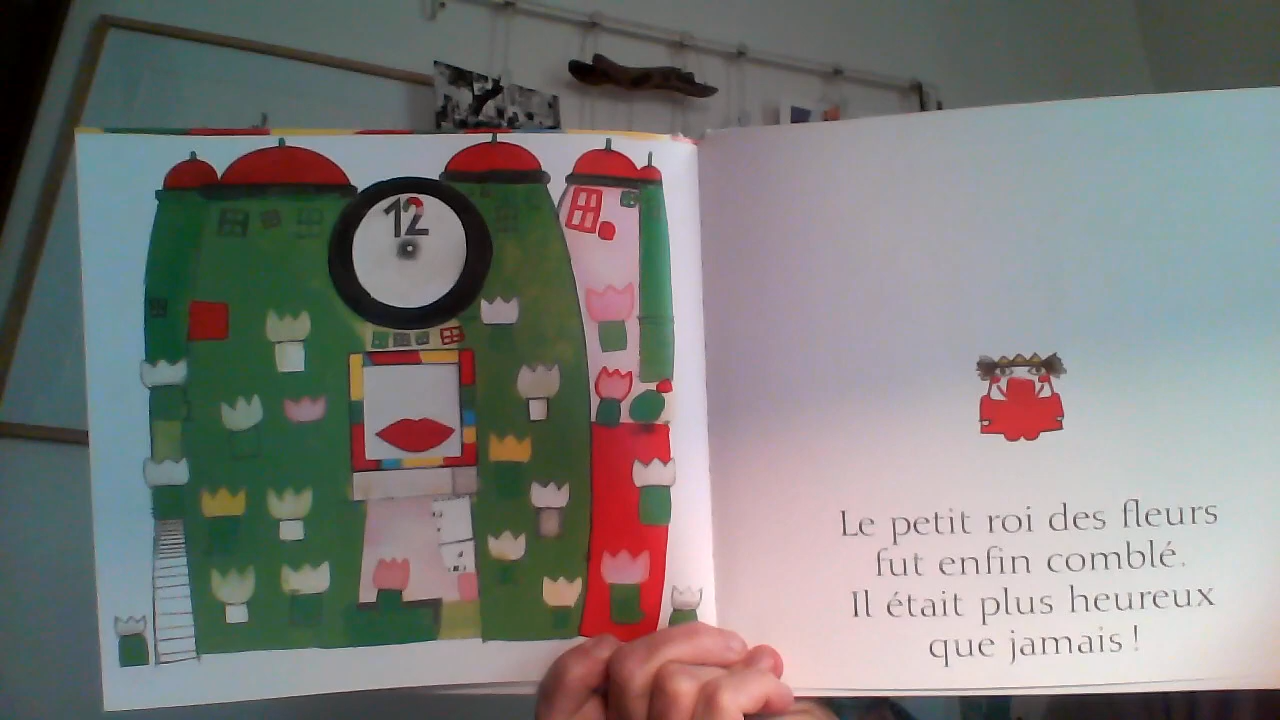 12
Le petit roi des fleurs
fut enfin comblé.
Il était plus heureux
que jamais !